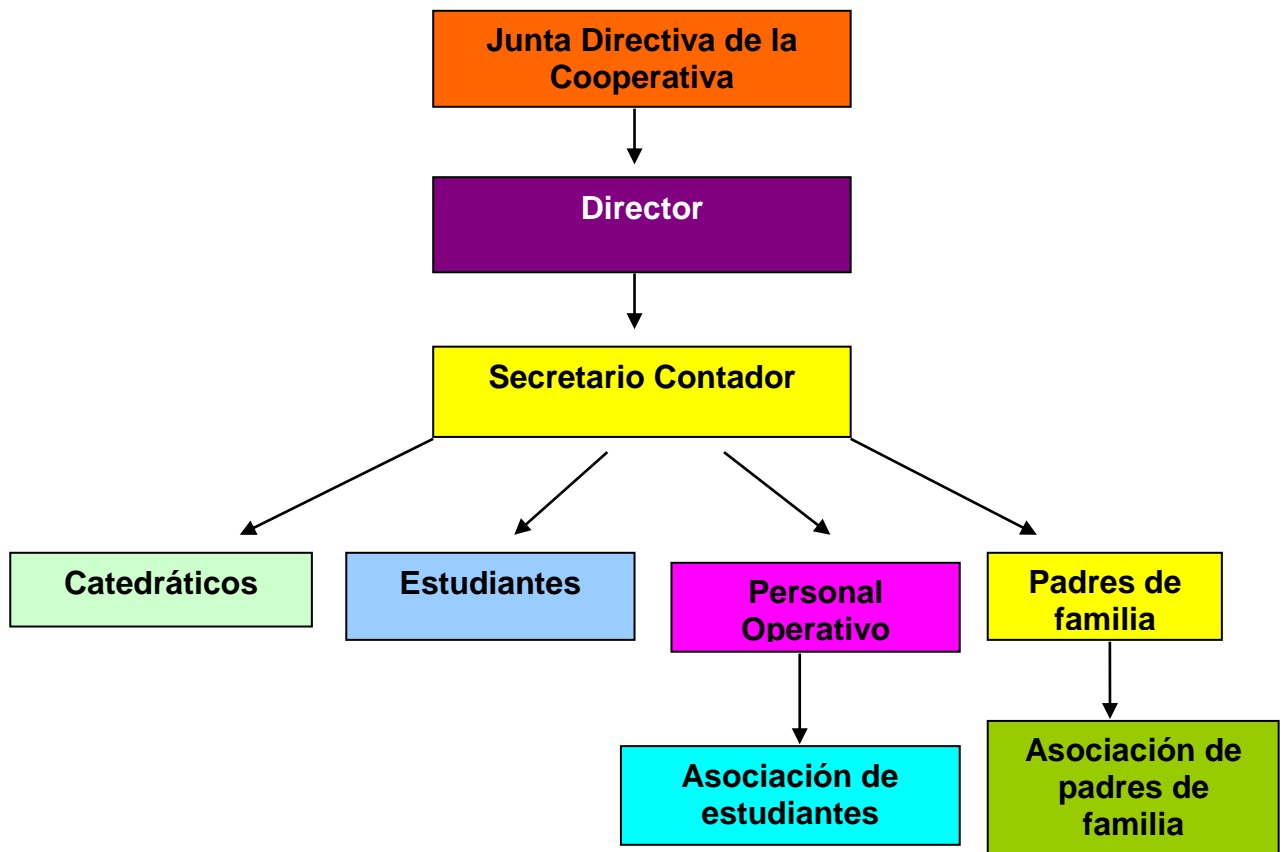 Junta Directiva de la
Cooperativa
Director
Secretario Contador
Catedráticos
Estudiantes
Personal
Operativo
Padres de
familia
Asociación de
estudiantes
Asociación de
padres de
familia